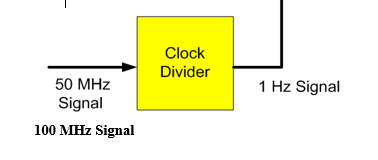 Clock
Divider
50 MHz
Signal
1 Hz Signal
100 MHz Signal